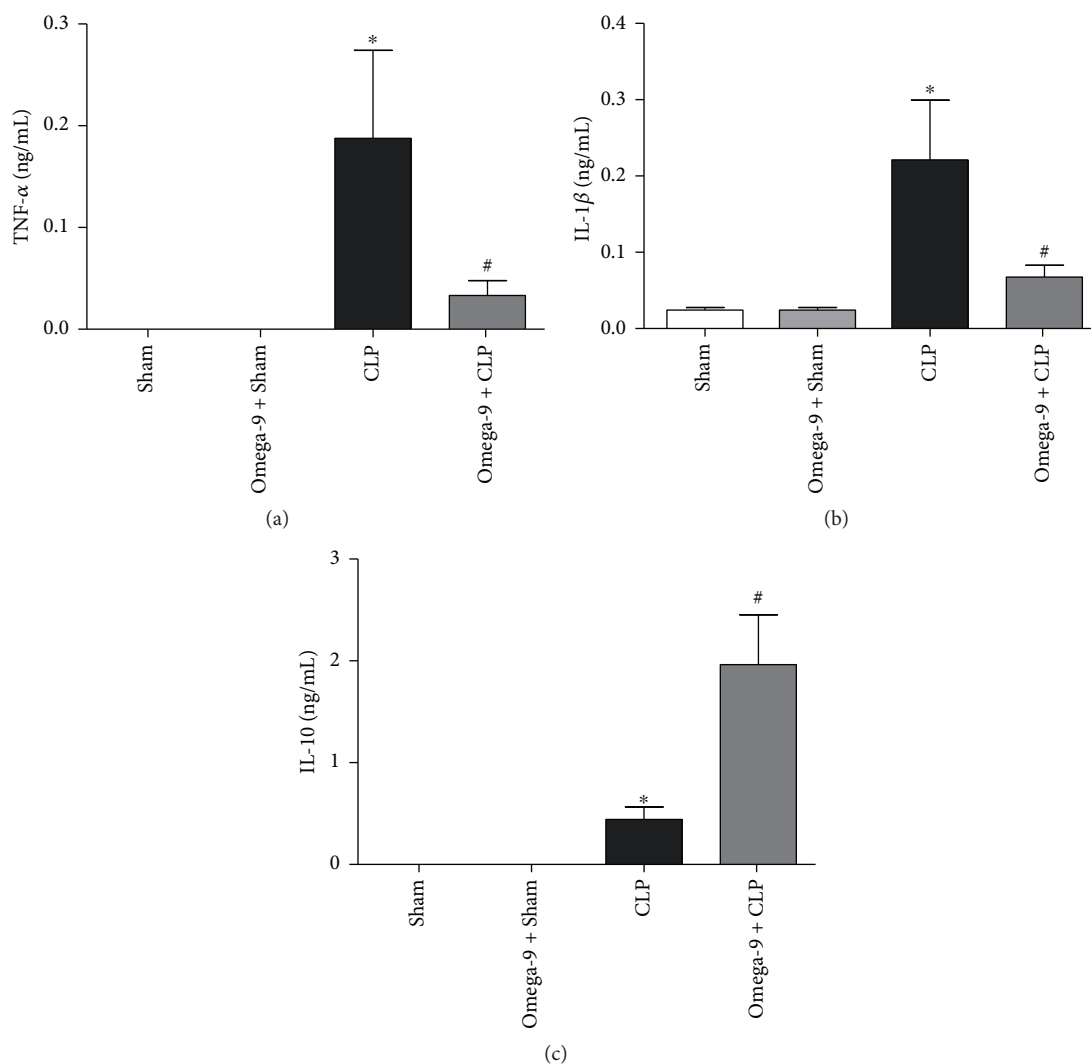 0.3
0.2
0.1
0.0
TNF-α (ng/mL)
*
#
Sham
Omega-9 + Sham
CLP
Omega-9 + CLP
(a)
0.4
0.3
0.2
0.1
0.0
IL-1β (ng/mL)
*
#
Sham
Omega-9 + Sham
CLP
Omega-9 + CLP
(b)
3
2
1
0
IL-10 (ng/mL)
*
#
Sham
Omega-9 + Sham
CLP
Omega-9 + CLP
(c)